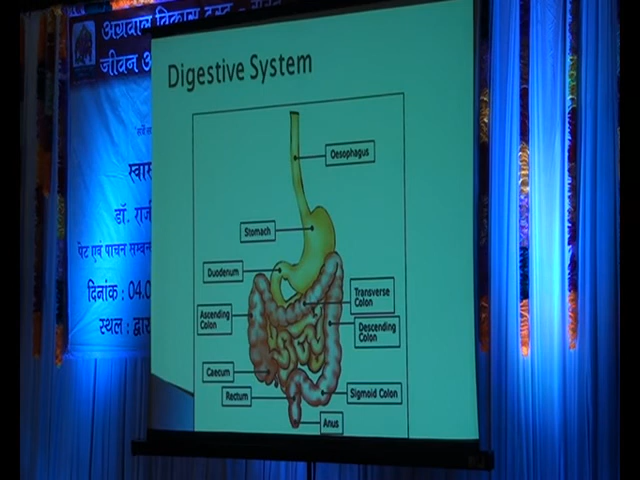 अग्रवाल विकास ट्रस्ट
जीवन
स्वास
डॉ. राजी
पेट एवं पाचन सम्बन
दिनांक : 04.0
स्थल : द्वार
Digestive System
Oesophagus
Stomach
Duodenum
Transverse
Colon
Ascending
Colon
Descending
Colon
Caecum
Rectum
Sigmoid Colon
Anus